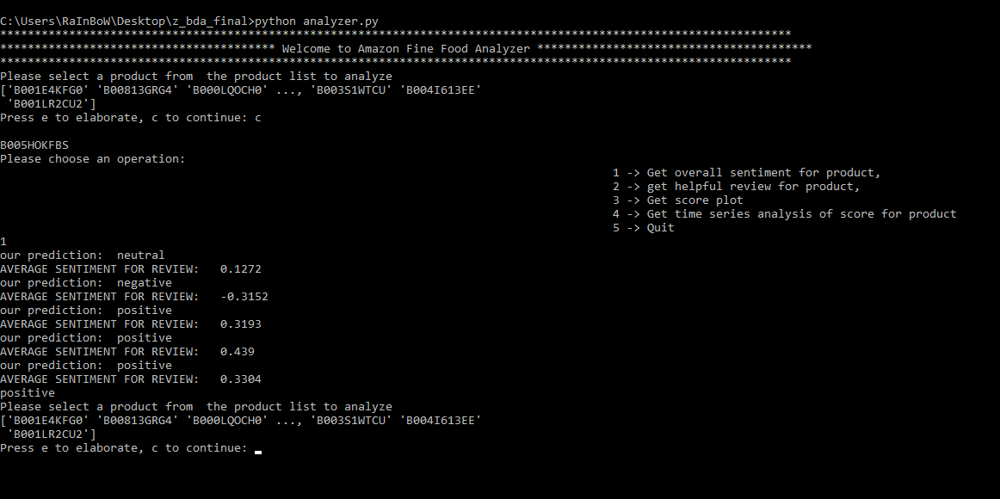 C:\Users\RaInBoW\Desktop\z_bda_final>python analyzer.py
*******************************************************************************************************************
**************************************** Welcome to Amazon Fine Food Analyzer ****************************************
*******************************************************************************************************************
Please select a product from  the product list to analyze
['B001E4KFG0' 'B00813GRG4' 'B000LQOCH0' ..., 'B003S1WTCU' 'B004I613EE'
 'B001LR2CU2']
Press e to elaborate, c to continue: c
B005HOKFBS
Please choose an operation:
1 -> Get overall sentiment for product,
2 -> get helpful review for product,
3 -> Get score plot
4 -> Get time series analysis of score for product
5 -> Quit
1
our prediction:  neutral
AVERAGE SENTIMENT FOR REVIEW:   0.1272
our prediction:  negative
AVERAGE SENTIMENT FOR REVIEW:   -0.3152
our prediction:  positive
AVERAGE SENTIMENT FOR REVIEW:   0.3193
our prediction:  positive
AVERAGE SENTIMENT FOR REVIEW:   0.439
our prediction:  positive
AVERAGE SENTIMENT FOR REVIEW:   0.3304
positive
Please select a product from  the product list to analyze
['B001E4KFG0' 'B00813GRG4' 'B000LQOCH0' ..., 'B003S1WTCU' 'B004I613EE'
 'B001LR2CU2']
Press e to elaborate, c to continue: _